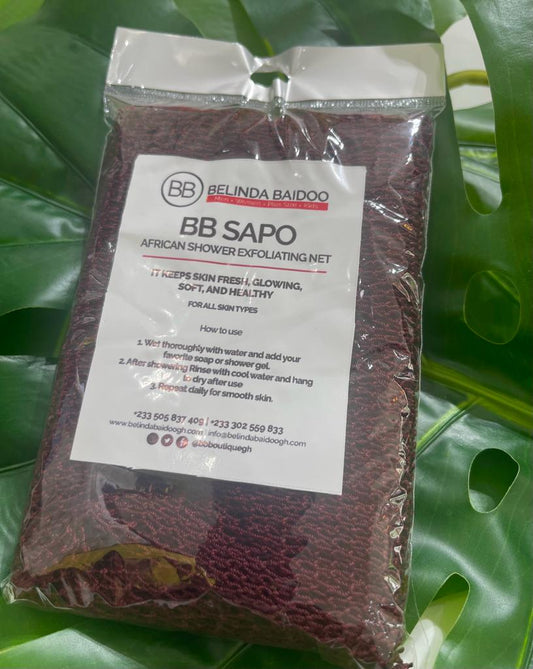 BB BELINDA BAIDOO
Men • Women • Plus Size • Kids
BB SAPO
AFRICAN SHOWER EXFOLIATING NET
IT KEEPS SKIN FRESH, GLOWING,
SOFT, AND HEALTHY
FOR ALL SKIN TYPES
How to use
1. Wet thoroughly with water and add your
favorite soap or shower gel.
2. After showering Rinse with cool water and hang
to dry after use
3. Repeat daily for smooth skin.
+233 505 837 409 | +233 302 559 833
www.belindabaidoogh.com | info@belindabaidoogh.com
@bbboutiquegh